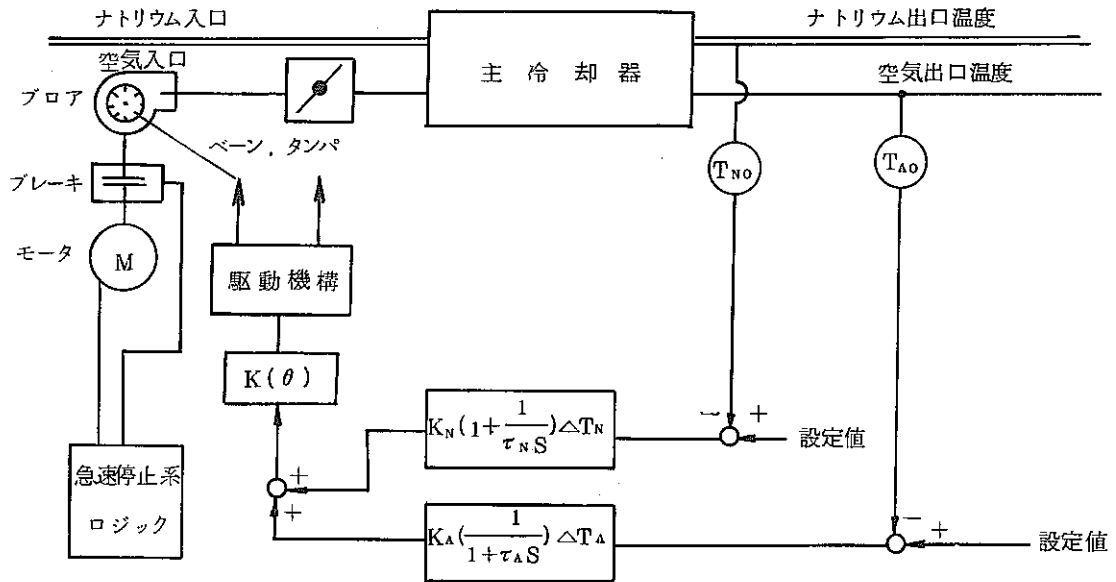 ナトリウム入口
ナトリウム出口温度
空気入口
主冷却器
空気出口温度
ブロア
ベーン,タンパ
T_NO
T_AO
ブレーキ
モータ
M
駆動機構
K(θ)
K_N(1+\frac{1}{τ_N S})△T_N
− +
設定値
急速停止系
ロジック
+
+
K_A(\frac{1}{1+τ_A S})△T_A
− +
設定値